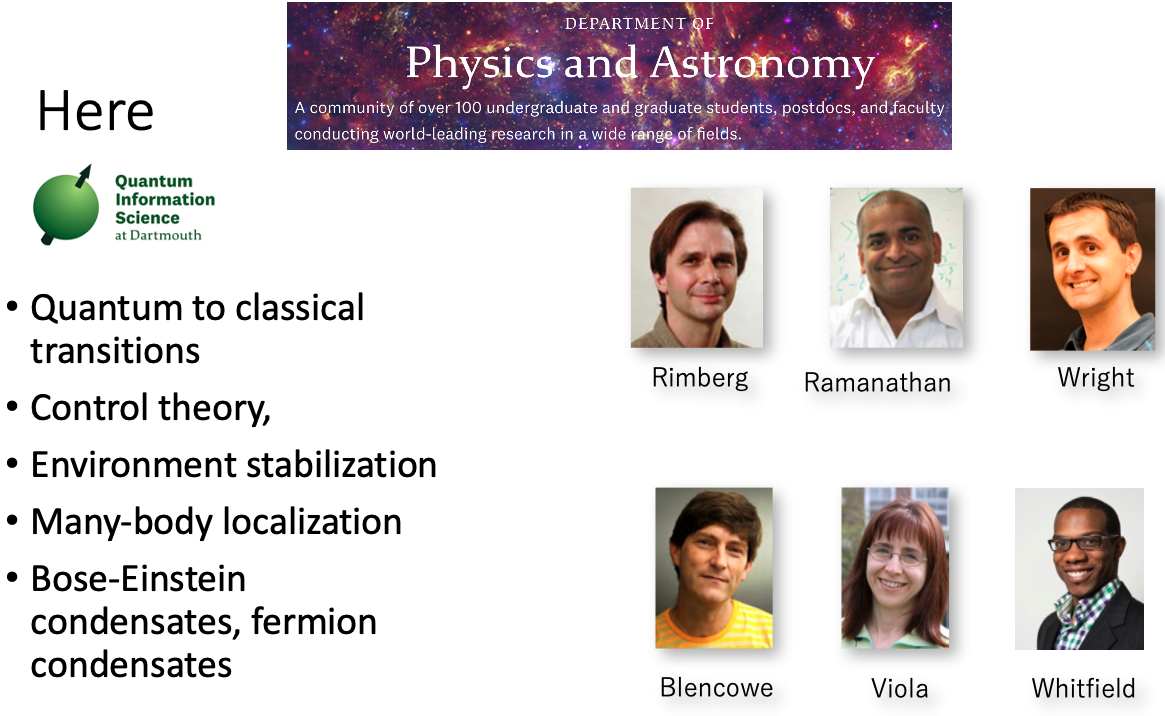 DEPARTMENT OF
Physics and Astronomy
A community of over 100 undergraduate and graduate students, postdocs, and faculty
conducting world-leading research in a wide range of fields.
Here
Quantum
Information
Science
at Dartmouth
• Quantum to classical
transitions
• Control theory,
• Environment stabilization
• Many-body localization
• Bose-Einstein
condensates, fermion
condensates
Rimberg
Ramanathan
Wright
Blencowe
Viola
Whitfield